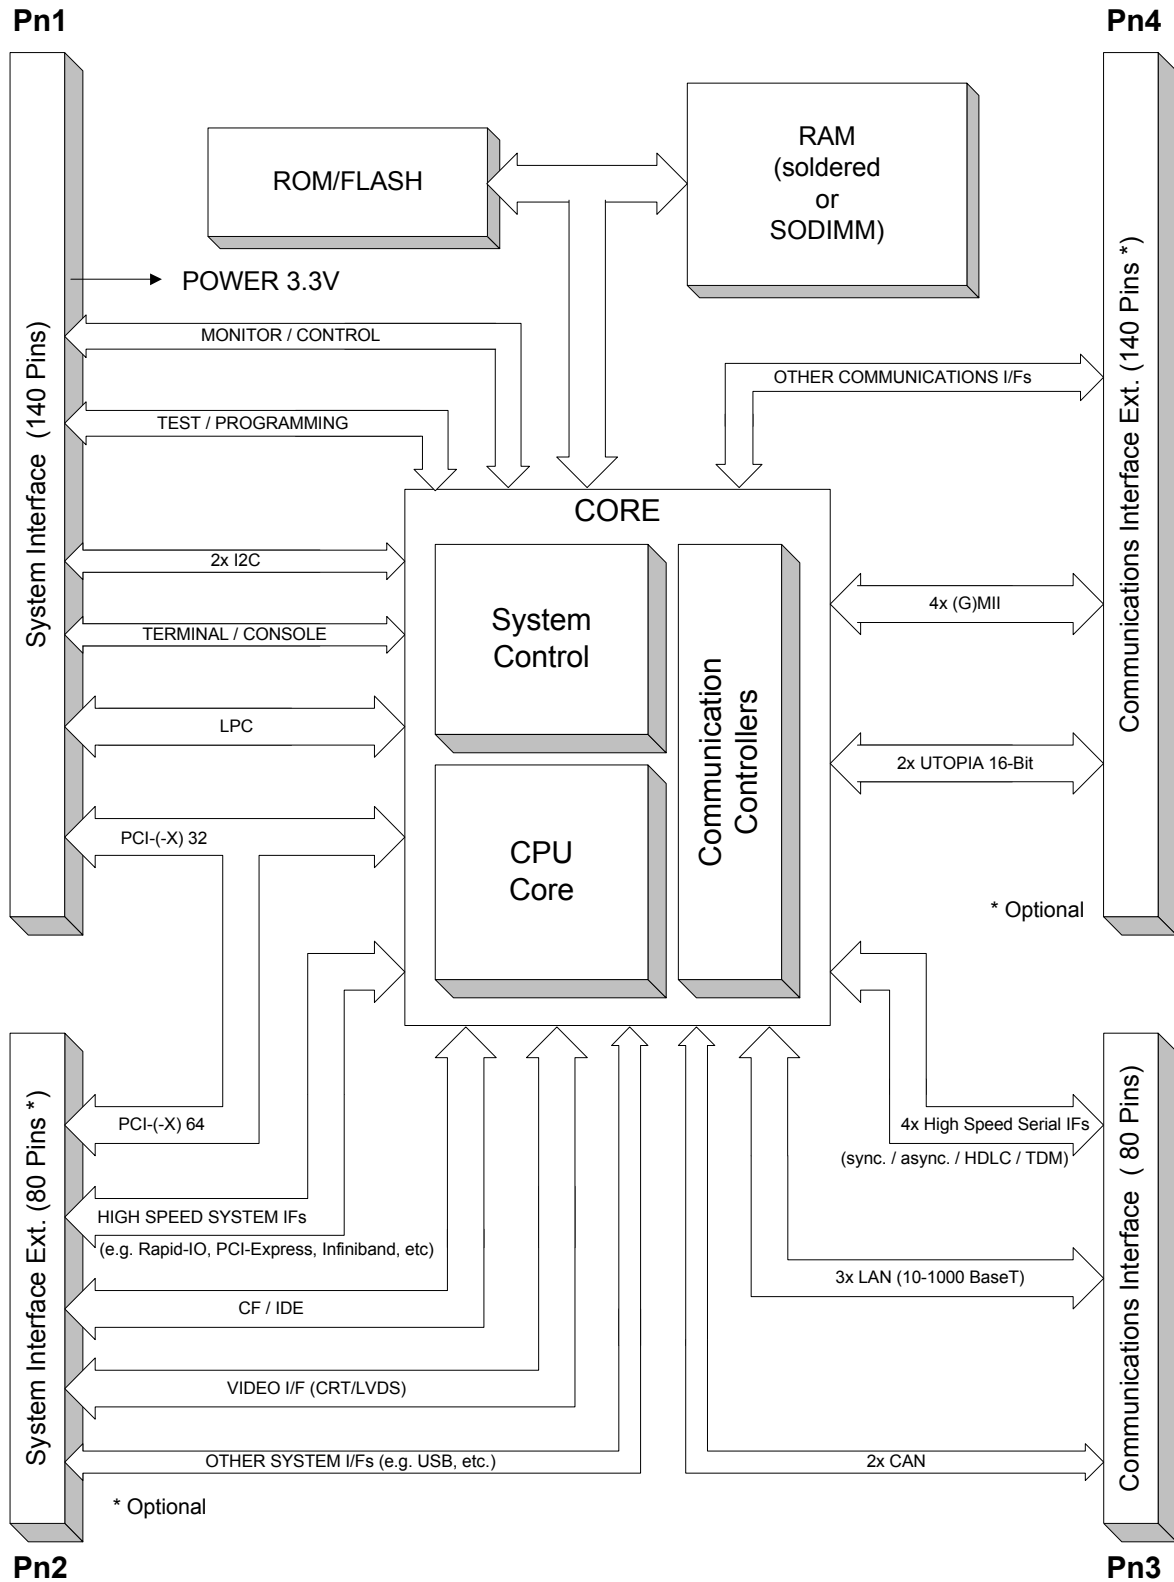 Pn1
Pn4
ROM/FLASH
RAM
(soldered
or
SODIMM)
POWER 3.3V
MONITOR / CONTROL
OTHER COMMUNICATIONS I/Fs
TEST / PROGRAMMING
System Interface (140 Pins)
Communications Interface Ext. (140 Pins *)
CORE
2x I2C
System
Control
4x (G)MII
TERMINAL / CONSOLE
LPC
Communication
Controllers
2x UTOPIA 16-Bit
PCI-(-X) 32
CPU
Core
* Optional
PCI-(-X) 64
4x High Speed Serial IFs
(sync. / async. / HDLC / TDM)
HIGH SPEED SYSTEM IFs
(e.g. Rapid-IO, PCI-Express, Infiniband, etc)
System Interface Ext. (80 Pins *)
Communications Interface ( 80 Pins)
3x LAN (10-1000 BaseT)
CF / IDE
VIDEO I/F (CRT/LVDS)
OTHER SYSTEM I/Fs (e.g. USB, etc.)
2x CAN
* Optional
Pn2
Pn3